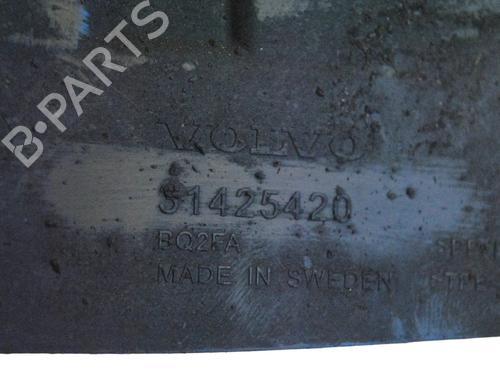 B·PARTS
VOLVO
31425420
BQ2FA
MADE IN SWEDEN